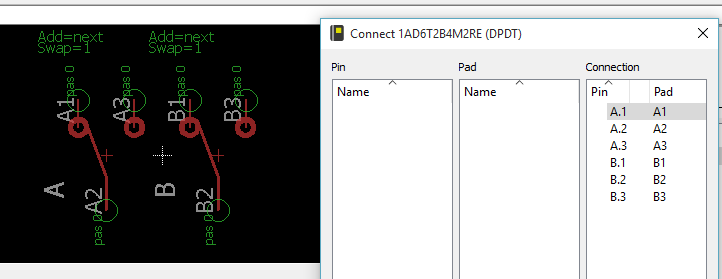 Add=next Add=next
Swap=1 Swap=1
pas 0 pas 0 pas 0 pas 0
A1 A3 B1 B3
A B
A2 B2
pas 0 pas 0
Connect 1AD6T2B4M2RE (DPDT)
Pin Pad Connection
Name Name Pin Pad
A.1 A1
A.2 A2
A.3 A3
B.1 B1
B.2 B2
B.3 B3